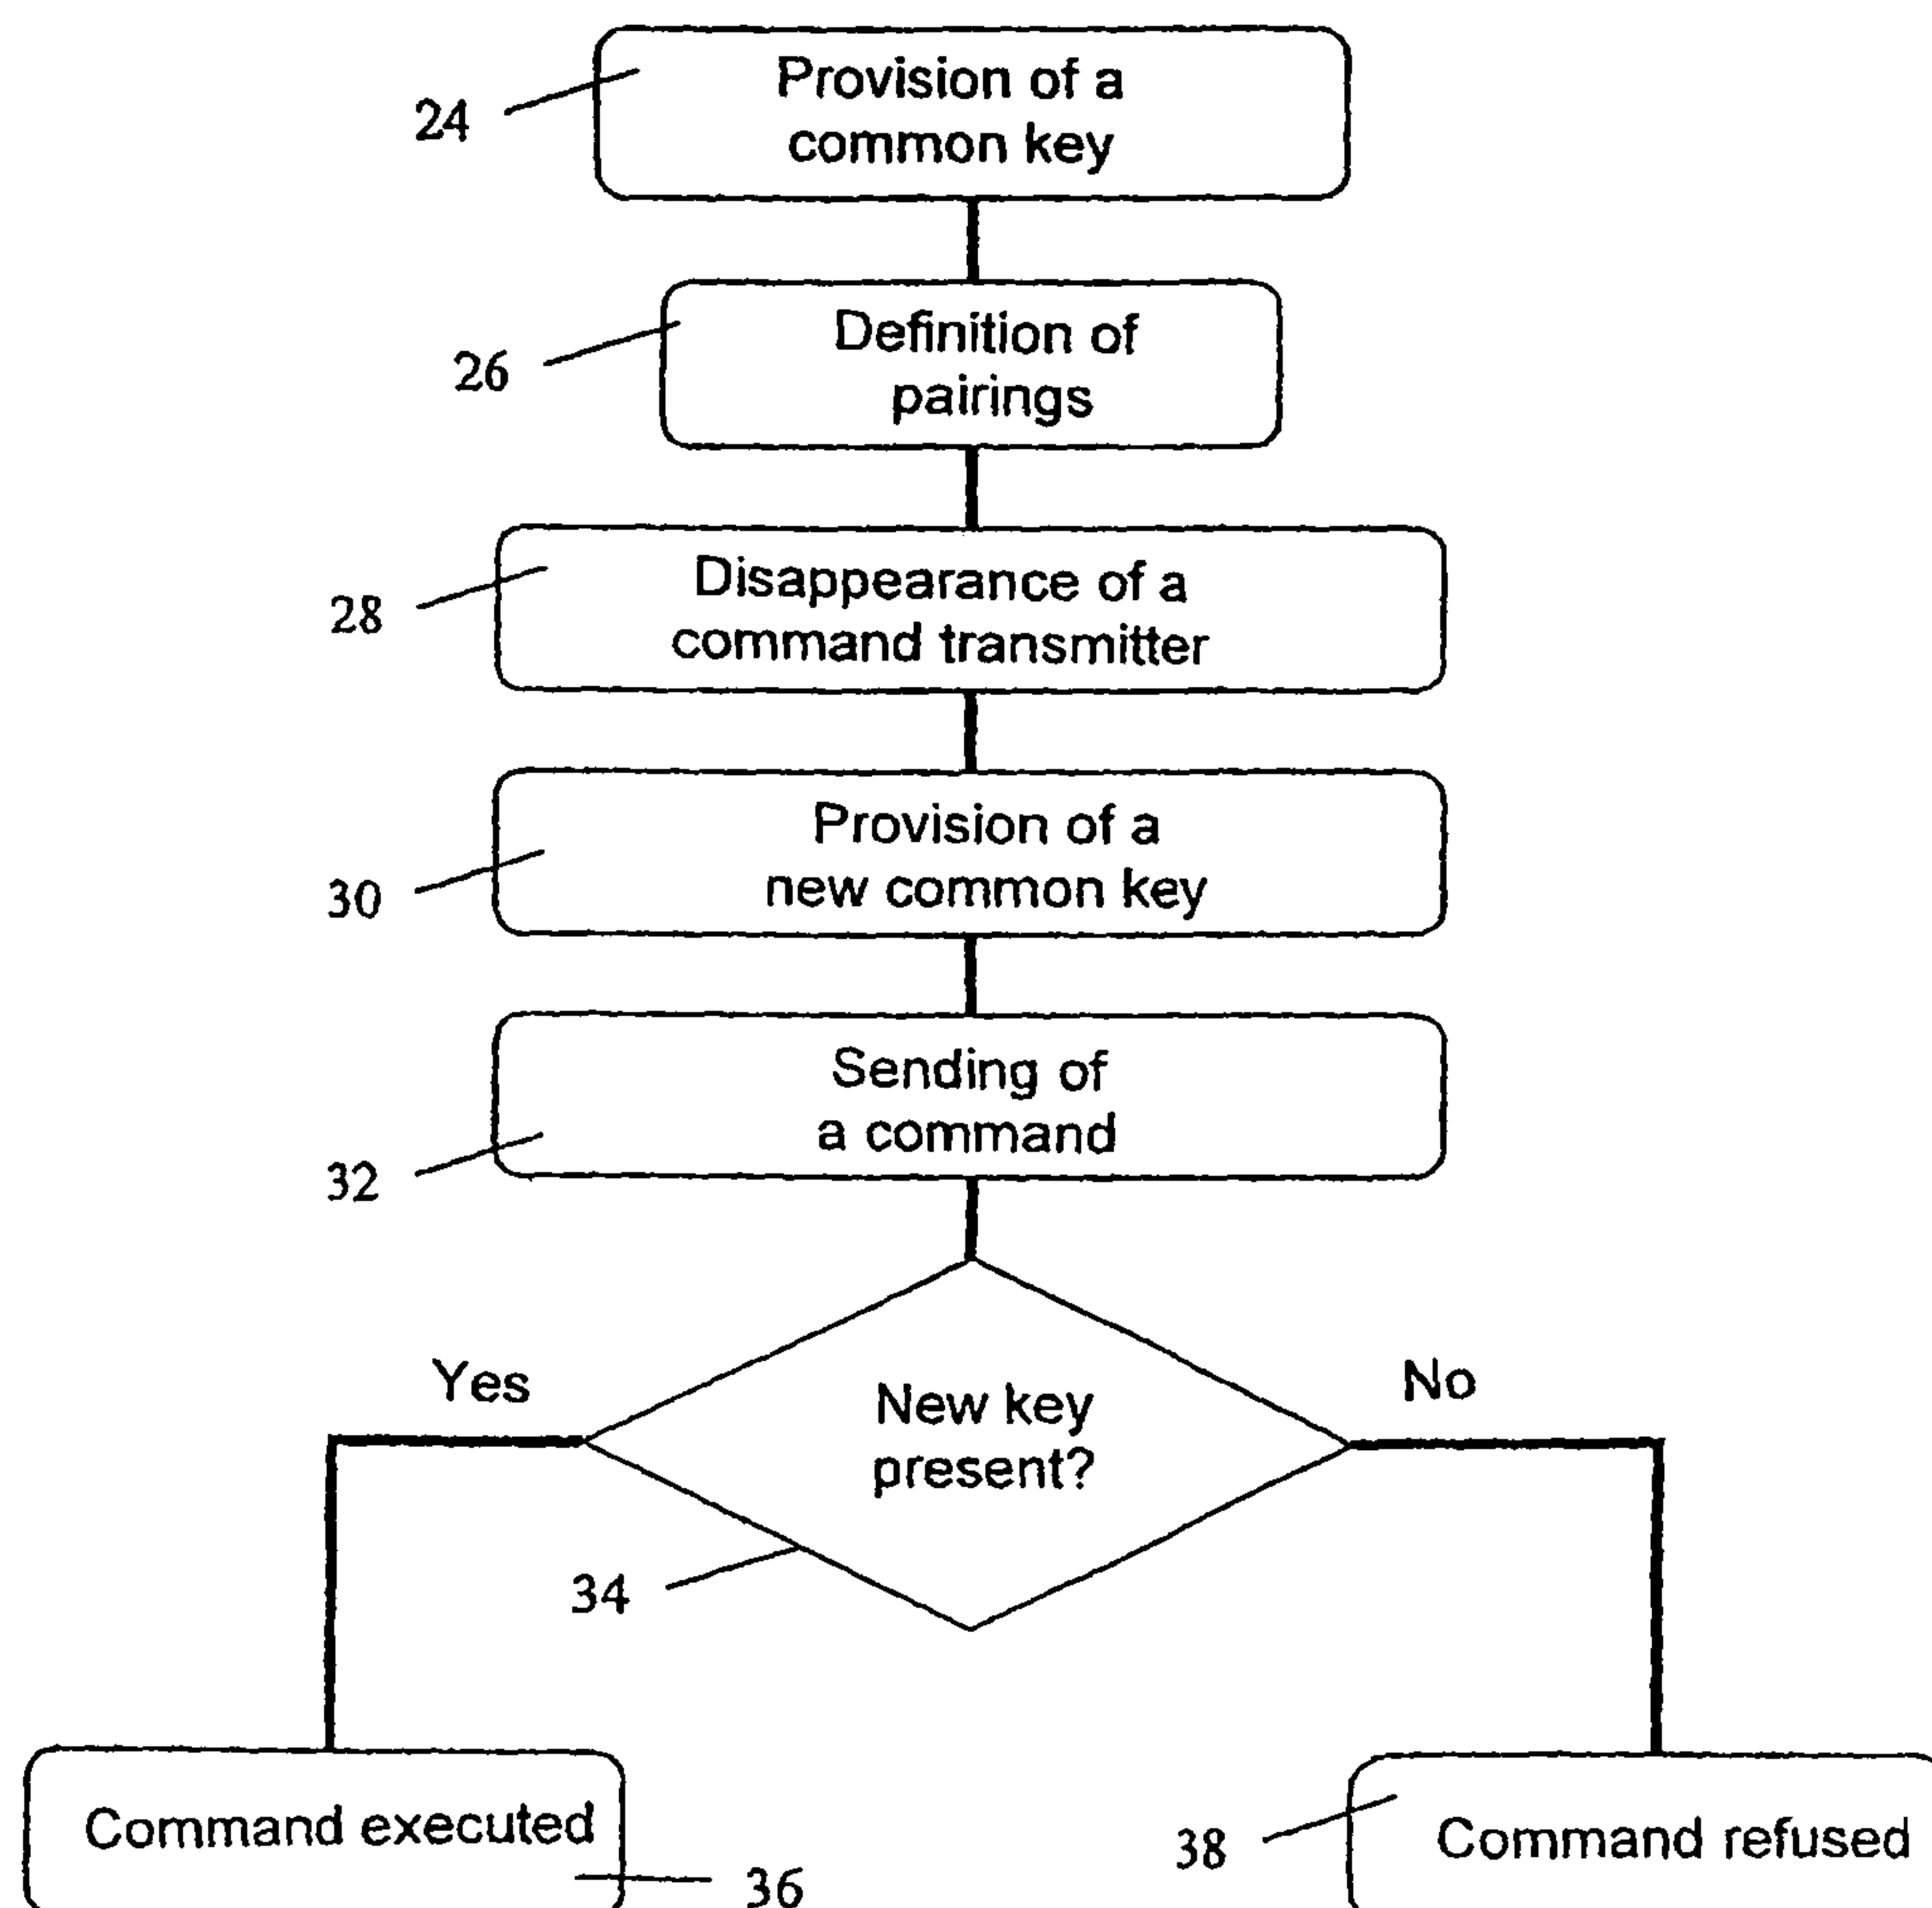 24
Provision of a
common key
26
Definition of
pairings
28
Disappearance of a
command transmitter
30
Provision of a
new common key
32
Sending of
a command
Yes
No
New key
present?
34
Command executed
36
38
Command refused